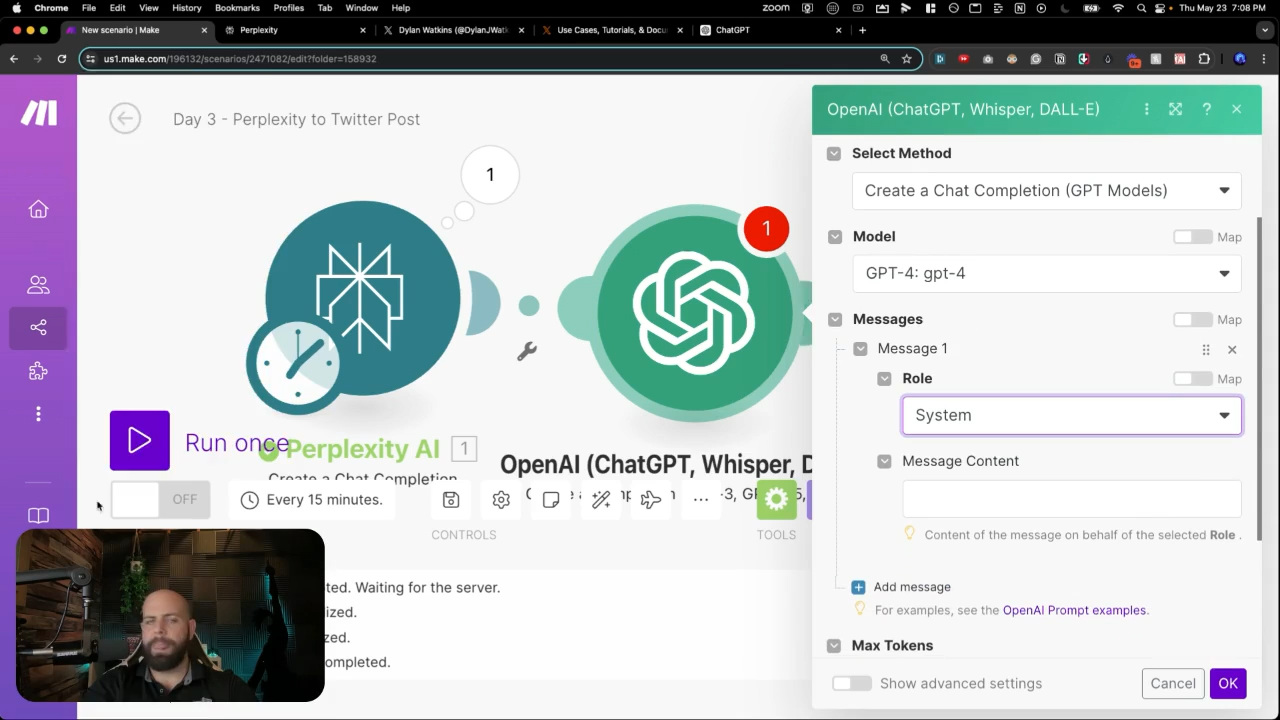 Chrome File Edit View History Bookmarks Profiles Tab Window Help
zoom
Thu May 23 7:08 PM
New scenario | Make
Perplexity
Dylan Watkins (@DylanJWatk
Use Cases, Tutorials, & Docu
ChatGPT
us1.make.com/196132/scenarios/2471082/edit?folder=158932
9+
Day 3 - Perplexity to Twitter Post
OpenAI (ChatGPT, Whisper, DALL-E)
Select Method
Create a Chat Completion (GPT Models)
1
1
Model
Map
GPT-4: gpt-4
Messages
Map
Message 1
Role
Map
System
Message Content
Content of the message on behalf of the selected Role .
Add message
For examples, see the OpenAI Prompt examples.
Max Tokens
Show advanced settings
Cancel
OK
Run once
Perplexity AI 1
Create a Chat Completion
OpenAI (ChatGPT, Whisper, D
OFF
Every 15 minutes.
...
CONTROLS
TOOLS
ted. Waiting for the server.
ized.
zed.
ompleted.